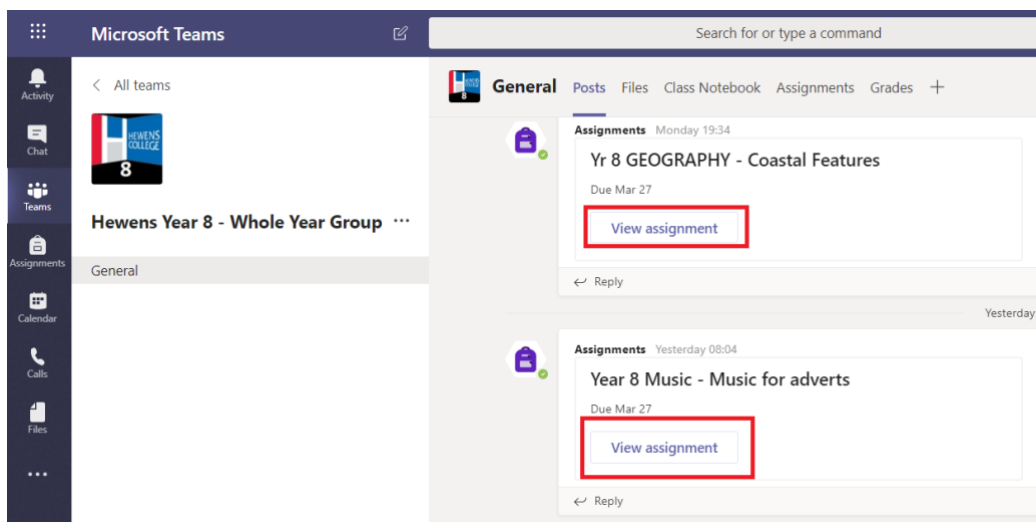 Microsoft Teams
Search for or type a command
Activity
Chat
Teams
Assignments
Calendar
Calls
Files
All teams
HEWENS
COLLEGE
8
Hewens Year 8 - Whole Year Group ...
General
8
General Posts Files Class Notebook Assignments Grades +
Assignments Monday 19:34
Yr 8 GEOGRAPHY - Coastal Features
Due Mar 27
View assignment
Reply
Yesterday
Assignments Yesterday 08:04
Year 8 Music - Music for adverts
Due Mar 27
View assignment
Reply